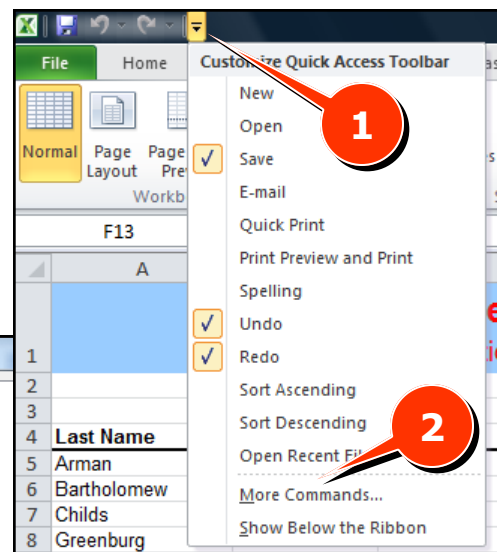 File Home
Customize Quick Access Toolbar
New
Open
Save
E-mail
Quick Print
Print Preview and Print
Spelling
Undo
Redo
Sort Ascending
Sort Descending
Open Recent
More Commands...
Show Below the Ribbon
1
2
Normal Page Page
Layout Pre
Workb
F13
A
1
2
3
4 Last Name
5 Arman
6 Bartholomew
7 Childs
8 Greenburg